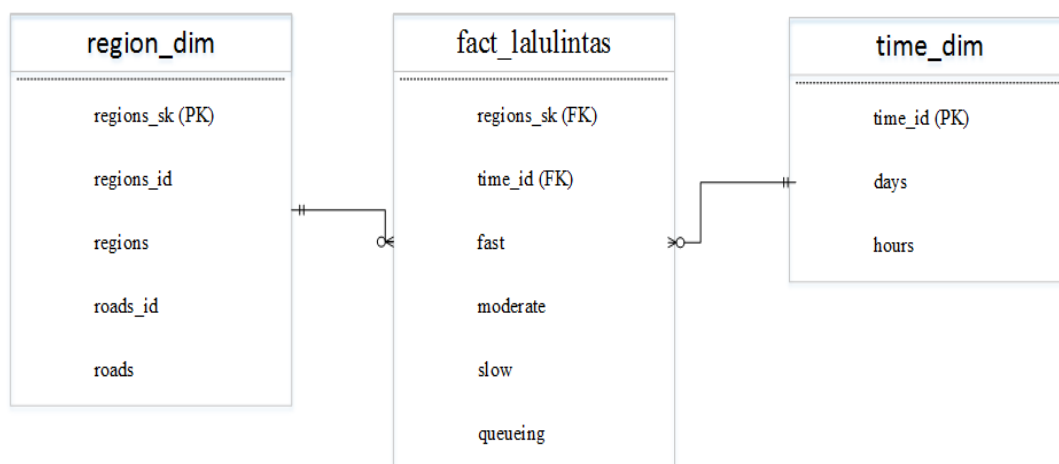 region_dim
regions_sk (PK)
regions_id
regions
roads_id
roads
fact_lalulintas
regions_sk (FK)
time_id (FK)
fast
moderate
slow
queueing
time_dim
time_id (PK)
days
hours